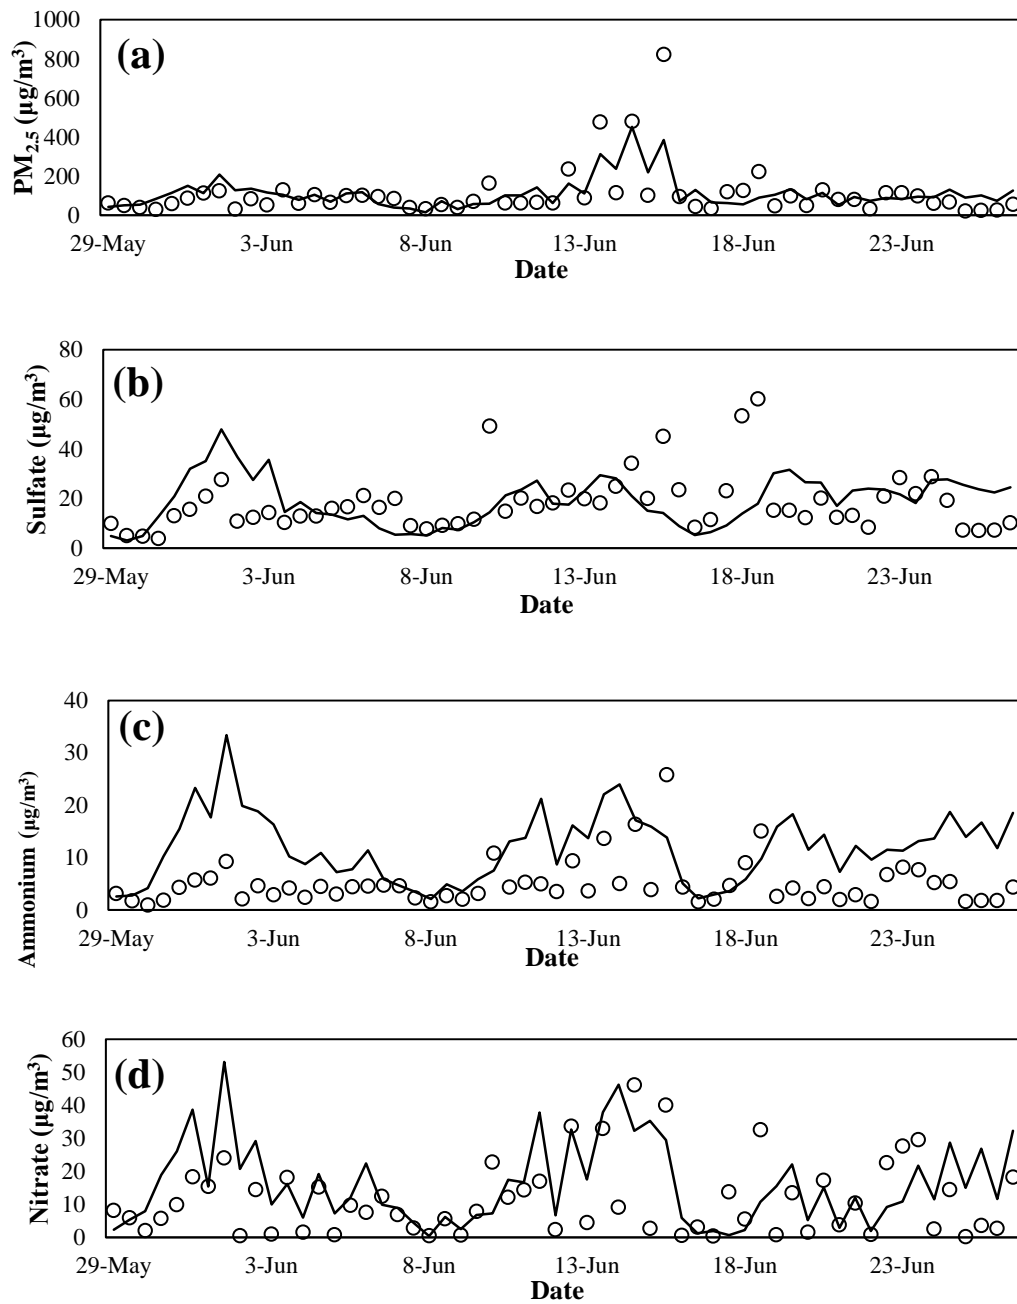 (a)
PM2.5 (µg/m³)
1000
800
600
400
200
0
29-May 3-Jun 8-Jun 13-Jun 18-Jun 23-Jun
Date
(b)
Sulfate (µg/m³)
80
60
40
20
0
29-May 3-Jun 8-Jun 13-Jun 18-Jun 23-Jun
Date
(c)
Ammonium (µg/m³)
40
30
20
10
0
29-May 3-Jun 8-Jun 13-Jun 18-Jun 23-Jun
Date
(d)
Nitrate (µg/m³)
60
50
40
30
20
10
0
29-May 3-Jun 8-Jun 13-Jun 18-Jun 23-Jun
Date